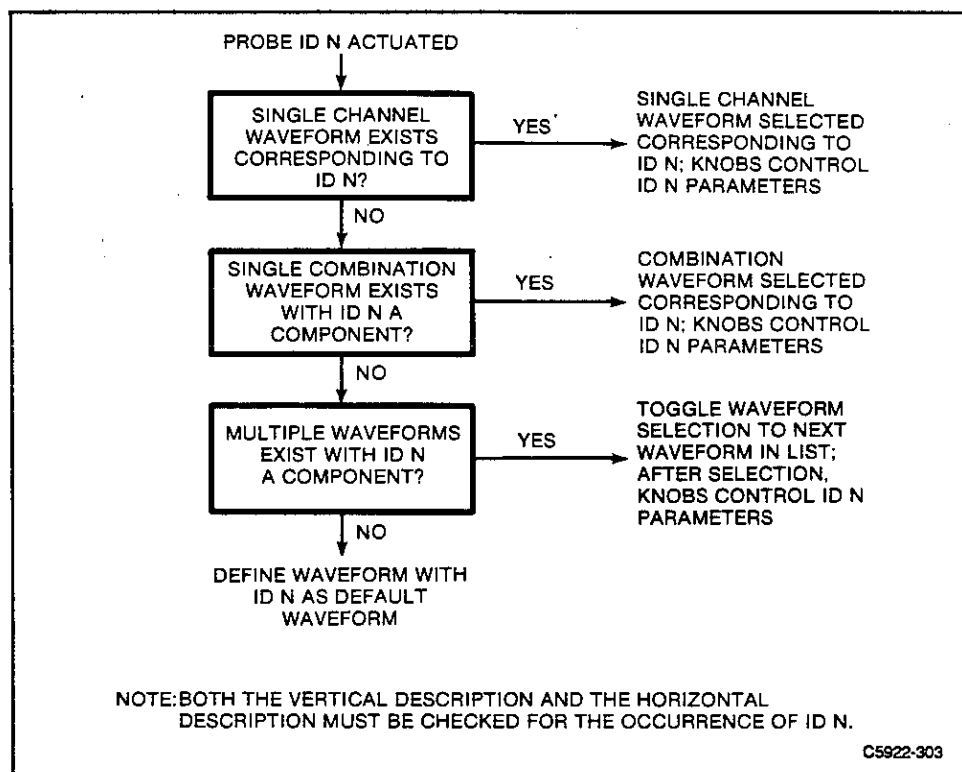 PROBE ID N ACTUATED
SINGLE CHANNEL
WAVEFORM EXISTS
CORRESPONDING TO
ID N?
YES
SINGLE CHANNEL
WAVEFORM SELECTED
CORRESPONDING TO
ID N; KNOBS CONTROL
ID N PARAMETERS
NO
SINGLE COMBINATION
WAVEFORM EXISTS
WITH ID N A
COMPONENT?
YES
COMBINATION
WAVEFORM SELECTED
CORRESPONDING TO
ID N; KNOBS CONTROL
ID N PARAMETERS
NO
MULTIPLE WAVEFORMS
EXIST WITH ID N
A COMPONENT?
YES
TOGGLE WAVEFORM
SELECTION TO NEXT
WAVEFORM IN LIST;
AFTER SELECTION,
KNOBS CONTROL ID N
PARAMETERS
NO
DEFINE WAVEFORM WITH
ID N AS DEFAULT
WAVEFORM
NOTE: BOTH THE VERTICAL DESCRIPTION AND THE HORIZONTAL
DESCRIPTION MUST BE CHECKED FOR THE OCCURRENCE OF ID N.
C5922-303